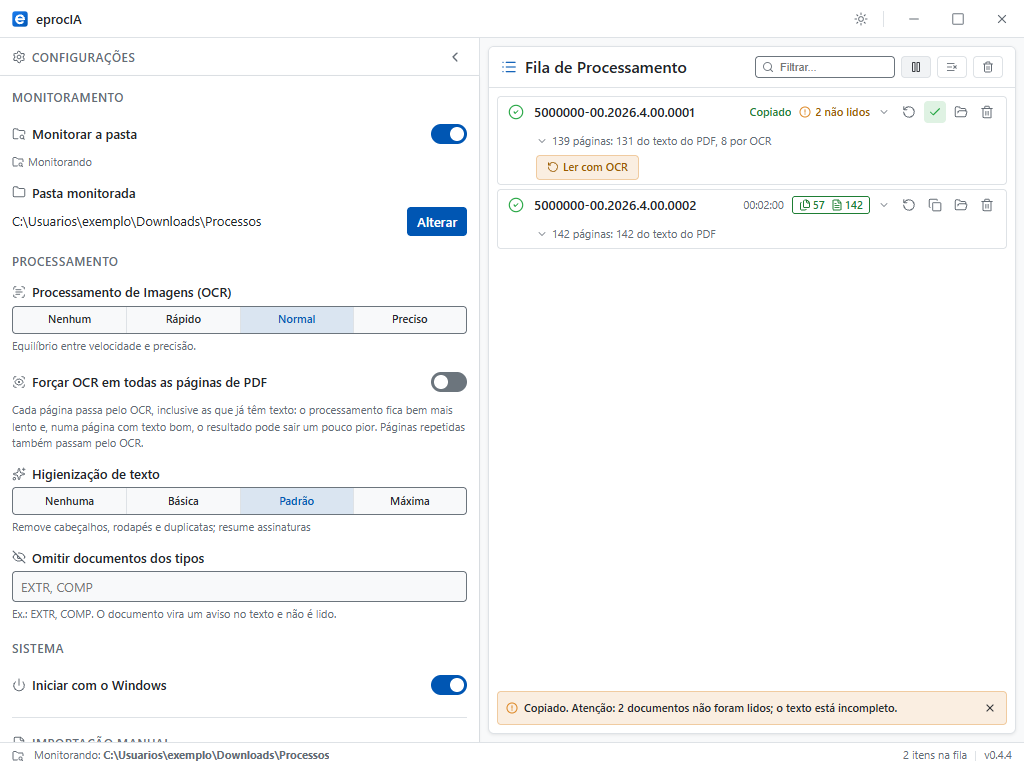 eprocIA
CONFIGURAÇÕES
MONITORAMENTO
Monitorar a pasta
Monitorando
Pasta monitorada
C:\Usuarios\exemplo\Downloads\Processos
Alterar
PROCESSAMENTO
Processamento de Imagens (OCR)
Nenhum Rápido Normal Preciso
Equilíbrio entre velocidade e precisão.
Forçar OCR em todas as páginas de PDF
Cada página passa pelo OCR, inclusive as que já têm texto: o processamento fica bem mais
lento e, numa página com texto bom, o resultado pode sair um pouco pior. Páginas repetidas
também passam pelo OCR.
Higienização de texto
Nenhuma Básica Padrão Máxima
Remove cabeçalhos, rodapés e duplicatas; resume assinaturas
Omitir documentos dos tipos
EXTR, COMP
Ex.: EXTR, COMP. O documento vira um aviso no texto e não é lido.
SISTEMA
Iniciar com o Windows
IMPORTAÇÃO MANUAL
Fila de Processamento
Filtrar...
5000000-00.2026.4.00.0001 Copiado 2 não lidos
139 páginas: 131 do texto do PDF, 8 por OCR
Ler com OCR
5000000-00.2026.4.00.0002 00:02:00 57 142
142 páginas: 142 do texto do PDF
Copiado. Atenção: 2 documentos não foram lidos; o texto está incompleto.
Monitorando: C:\Usuarios\exemplo\Downloads\Processos
2 itens na fila v0.4.4